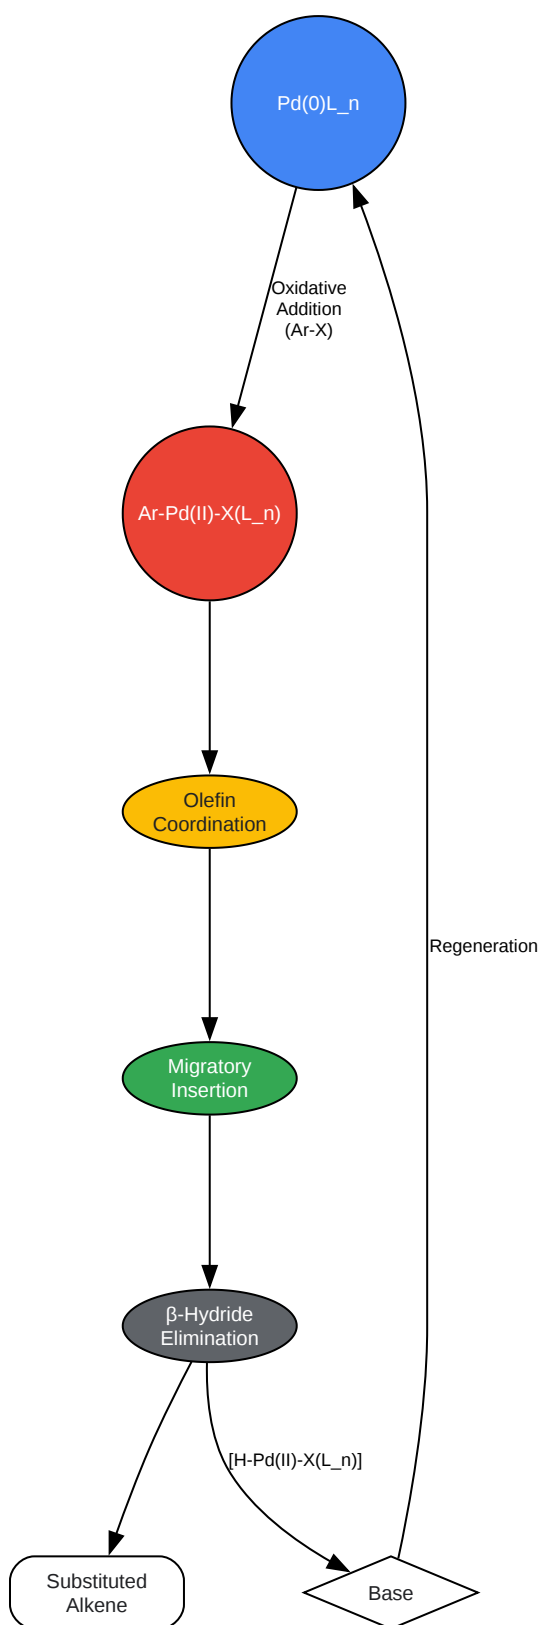 Pd(0)L_n
Oxidative
Addition
(Ar-X)
Ar-Pd(II)-X(L_n)
Olefin
Coordination
Regeneration
Migratory
Insertion
β-Hydride
Elimination
[H-Pd(II)-X(L_n)]
Substituted
Alkene
Base